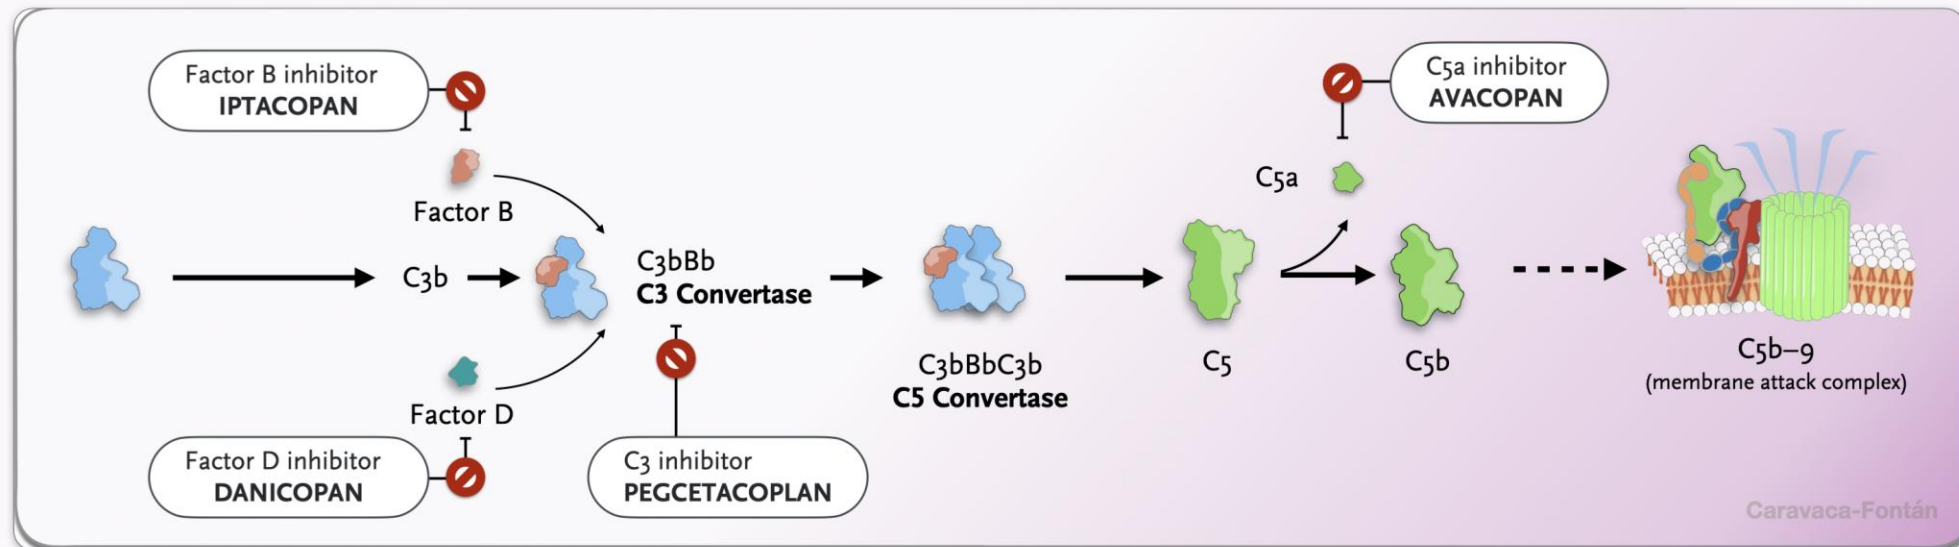 Factor B inhibitor
IPTACOPAN
C5a inhibitor
AVACOPAN
C5a
Factor B
C3b
C3bBb
C3 Convertase
C3bBbC3b
C5 Convertase
C5
C5b
C5b–9
(membrane attack complex)
Factor D
Factor D inhibitor
DANICOPAN
C3 inhibitor
PEGCETACOPLAN
Caravaca-Fontán